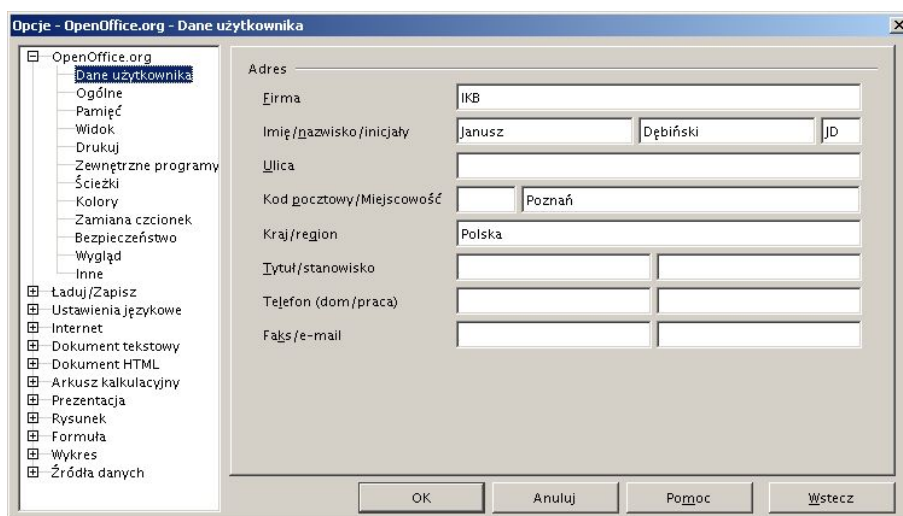 Opcje - OpenOffice.org - Dane użytkownika
OpenOffice.org
Dane użytkownika
Ogólne
Pamięć
Widok
Drukuj
Zewnętrzne programy
Ścieżki
Kolory
Zamiana czcionek
Bezpieczeństwo
Wygląd
Inne
Ładuj/Zapisz
Ustawienia językowe
Internet
Dokument tekstowy
Dokument HTML
Arkusz kalkulacyjny
Prezentacja
Rysunek
Formuła
Wykres
Źródła danych
Adres
Firma IKB
Imię/nazwisko/inicjały Janusz Dębiński JD
Ulica
Kod pocztowy/Miejscowość Poznań
Kraj/region Polska
Tytuł/stanowisko
Telefon (dom/praca)
Faks/e-mail
OK Anuluj Pomoc Wstecz